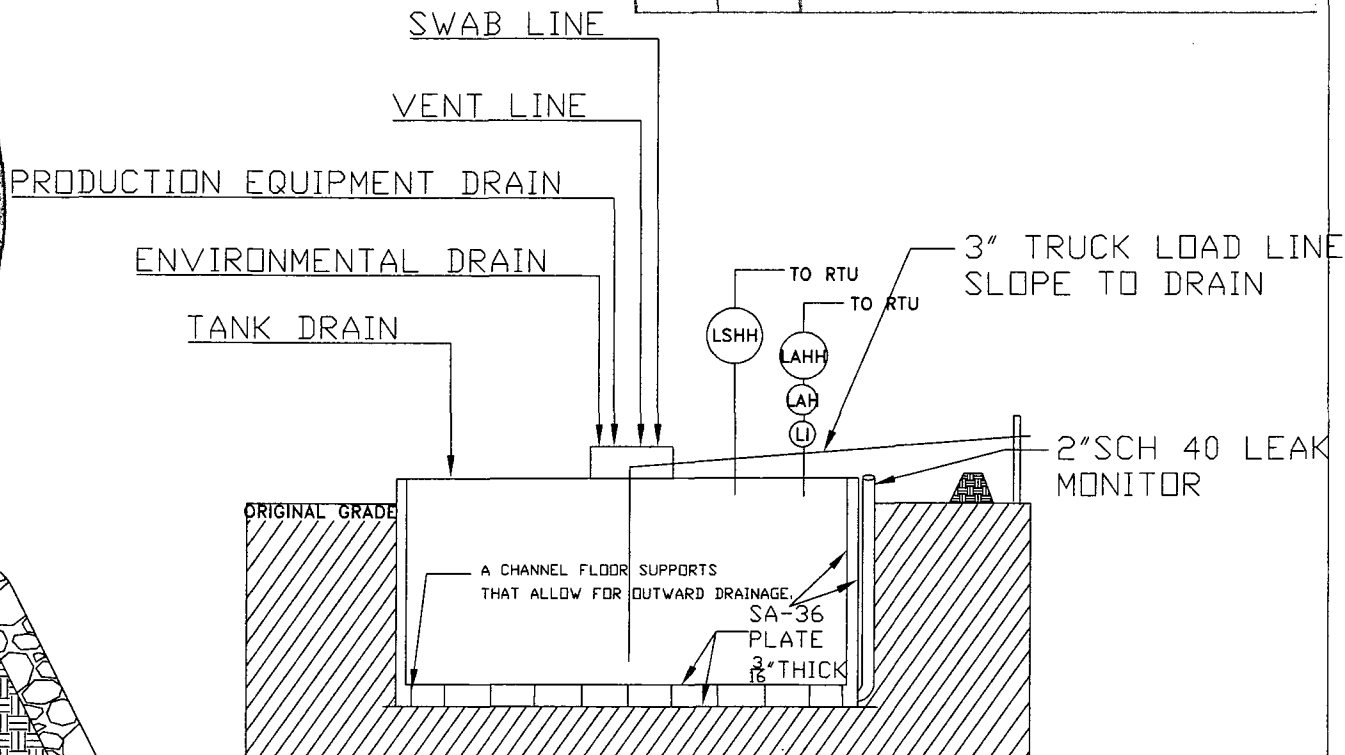 SWAB LINE
VENT LINE
PRODUCTION EQUIPMENT DRAIN
ENVIRONMENTAL DRAIN
TANK DRAIN
TO RTU
TO RTU
3" TRUCK LOAD LINE
SLOPE TO DRAIN
LSHH
LAHH
LAH
LI
2"SCH 40 LEAK
MONITOR
ORIGINAL GRADE
A CHANNEL FLOOR SUPPORTS
THAT ALLOW FOR OUTWARD DRAINAGE.
SA-36
PLATE
3/16" THICK